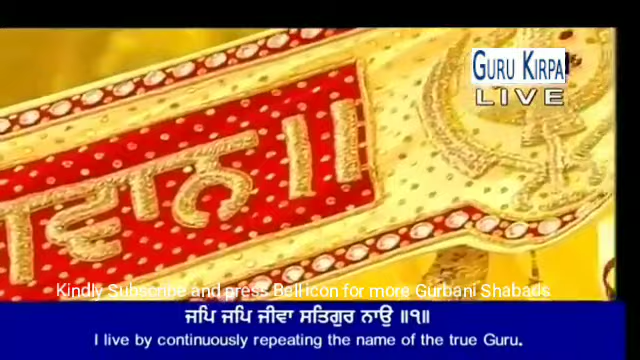 GURU KIRPA
LIVE
ਗਵਾਨ ॥
Kindly Subscribe and press Bell icon for more Gurbani Shabads
ਜਪਿ ਜਪਿ ਜੀਵਾ ਸਤਿਗੁਰ ਨਾਉ ॥੧॥
I live by continuously repeating the name of the true Guru.